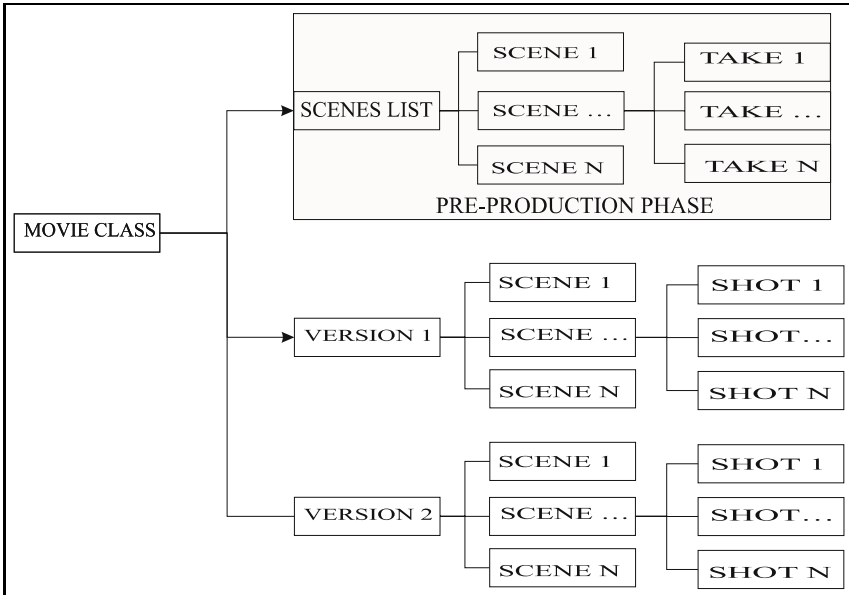 SCENE 1
TAKE 1
SCENES LIST
SCENE ...
TAKE ...
SCENE N
TAKE N
PRE-PRODUCTION PHASE
MOVIE CLASS
SCENE 1
SHOT 1
VERSION 1
SCENE ...
SHOT...
SCENE N
SHOT N
SCENE 1
SHOT 1
VERSION 2
SCENE ...
SHOT...
SCENE N
SHOT N